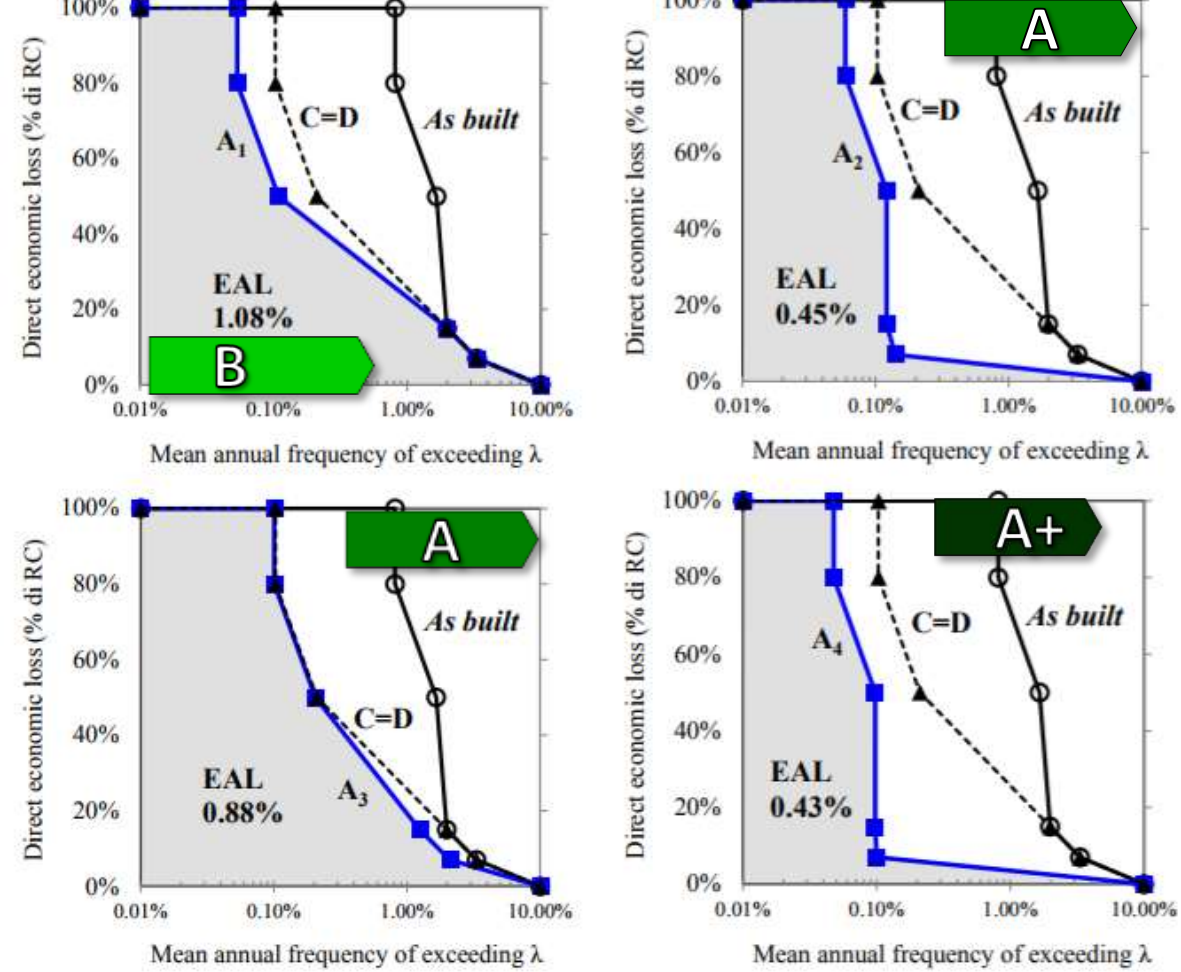 100%
80%
60%
40%
20%
0%
Direct economic loss (% di RC)
C=D
As built
A1
EAL
1.08%
B
0.01%
0.10%
1.00%
10.00%
Mean annual frequency of exceeding λ
100%
80%
60%
40%
20%
0%
Direct economic loss (% di RC)
A
C=D
As built
A2
EAL
0.45%
0.01%
0.10%
1.00%
10.00%
Mean annual frequency of exceeding λ
100%
80%
60%
40%
20%
0%
Direct economic loss (% di RC)
A
As built
C=D
A3
EAL
0.88%
0.01%
0.10%
1.00%
10.00%
Mean annual frequency of exceeding λ
100%
80%
60%
40%
20%
0%
Direct economic loss (% di RC)
A+
As built
C=D
A4
EAL
0.43%
0.01%
0.10%
1.00%
10.00%
Mean annual frequency of exceeding λ